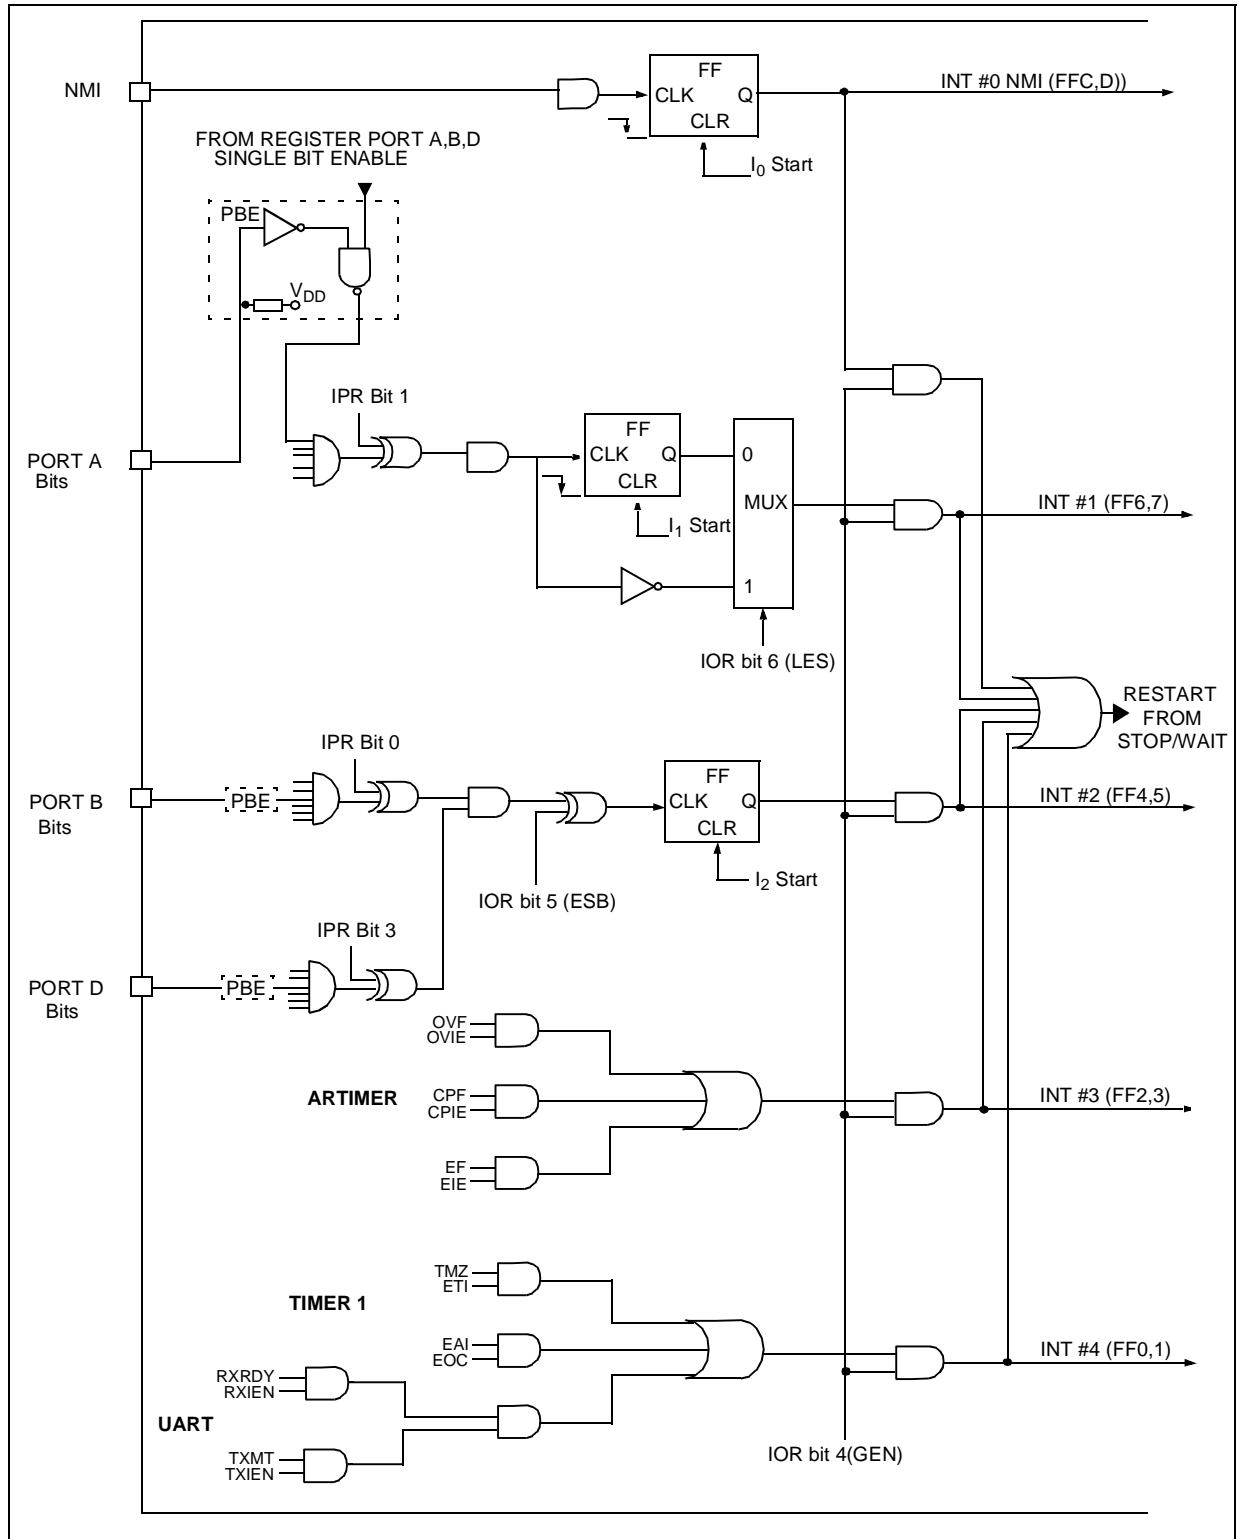 NMI
FF
CLK Q
CLR
INT #0 NMI (FFC,D))
I0 Start
FROM REGISTER PORT A,B,D
SINGLE BIT ENABLE
PBE
VDD
IPR Bit 1
PORT A
Bits
FF
CLK Q
CLR
I1 Start
0
MUX
1
INT #1 (FF6,7)
IOR bit 6 (LES)
RESTART
FROM
STOP/WAIT
IPR Bit 0
PORT B
Bits
PBE
FF
CLK Q
CLR
I2 Start
INT #2 (FF4,5)
IOR bit 5 (ESB)
IPR Bit 3
PORT D
Bits
PBE
OVF
OVIE
ARTIMER
CPF
CPIE
EF
EIE
INT #3 (FF2,3)
TMZ
ETI
TIMER 1
EAI
EOC
INT #4 (FF0,1)
RXRDY
RXIEN
UART
TXMT
TXIEN
IOR bit 4(GEN)